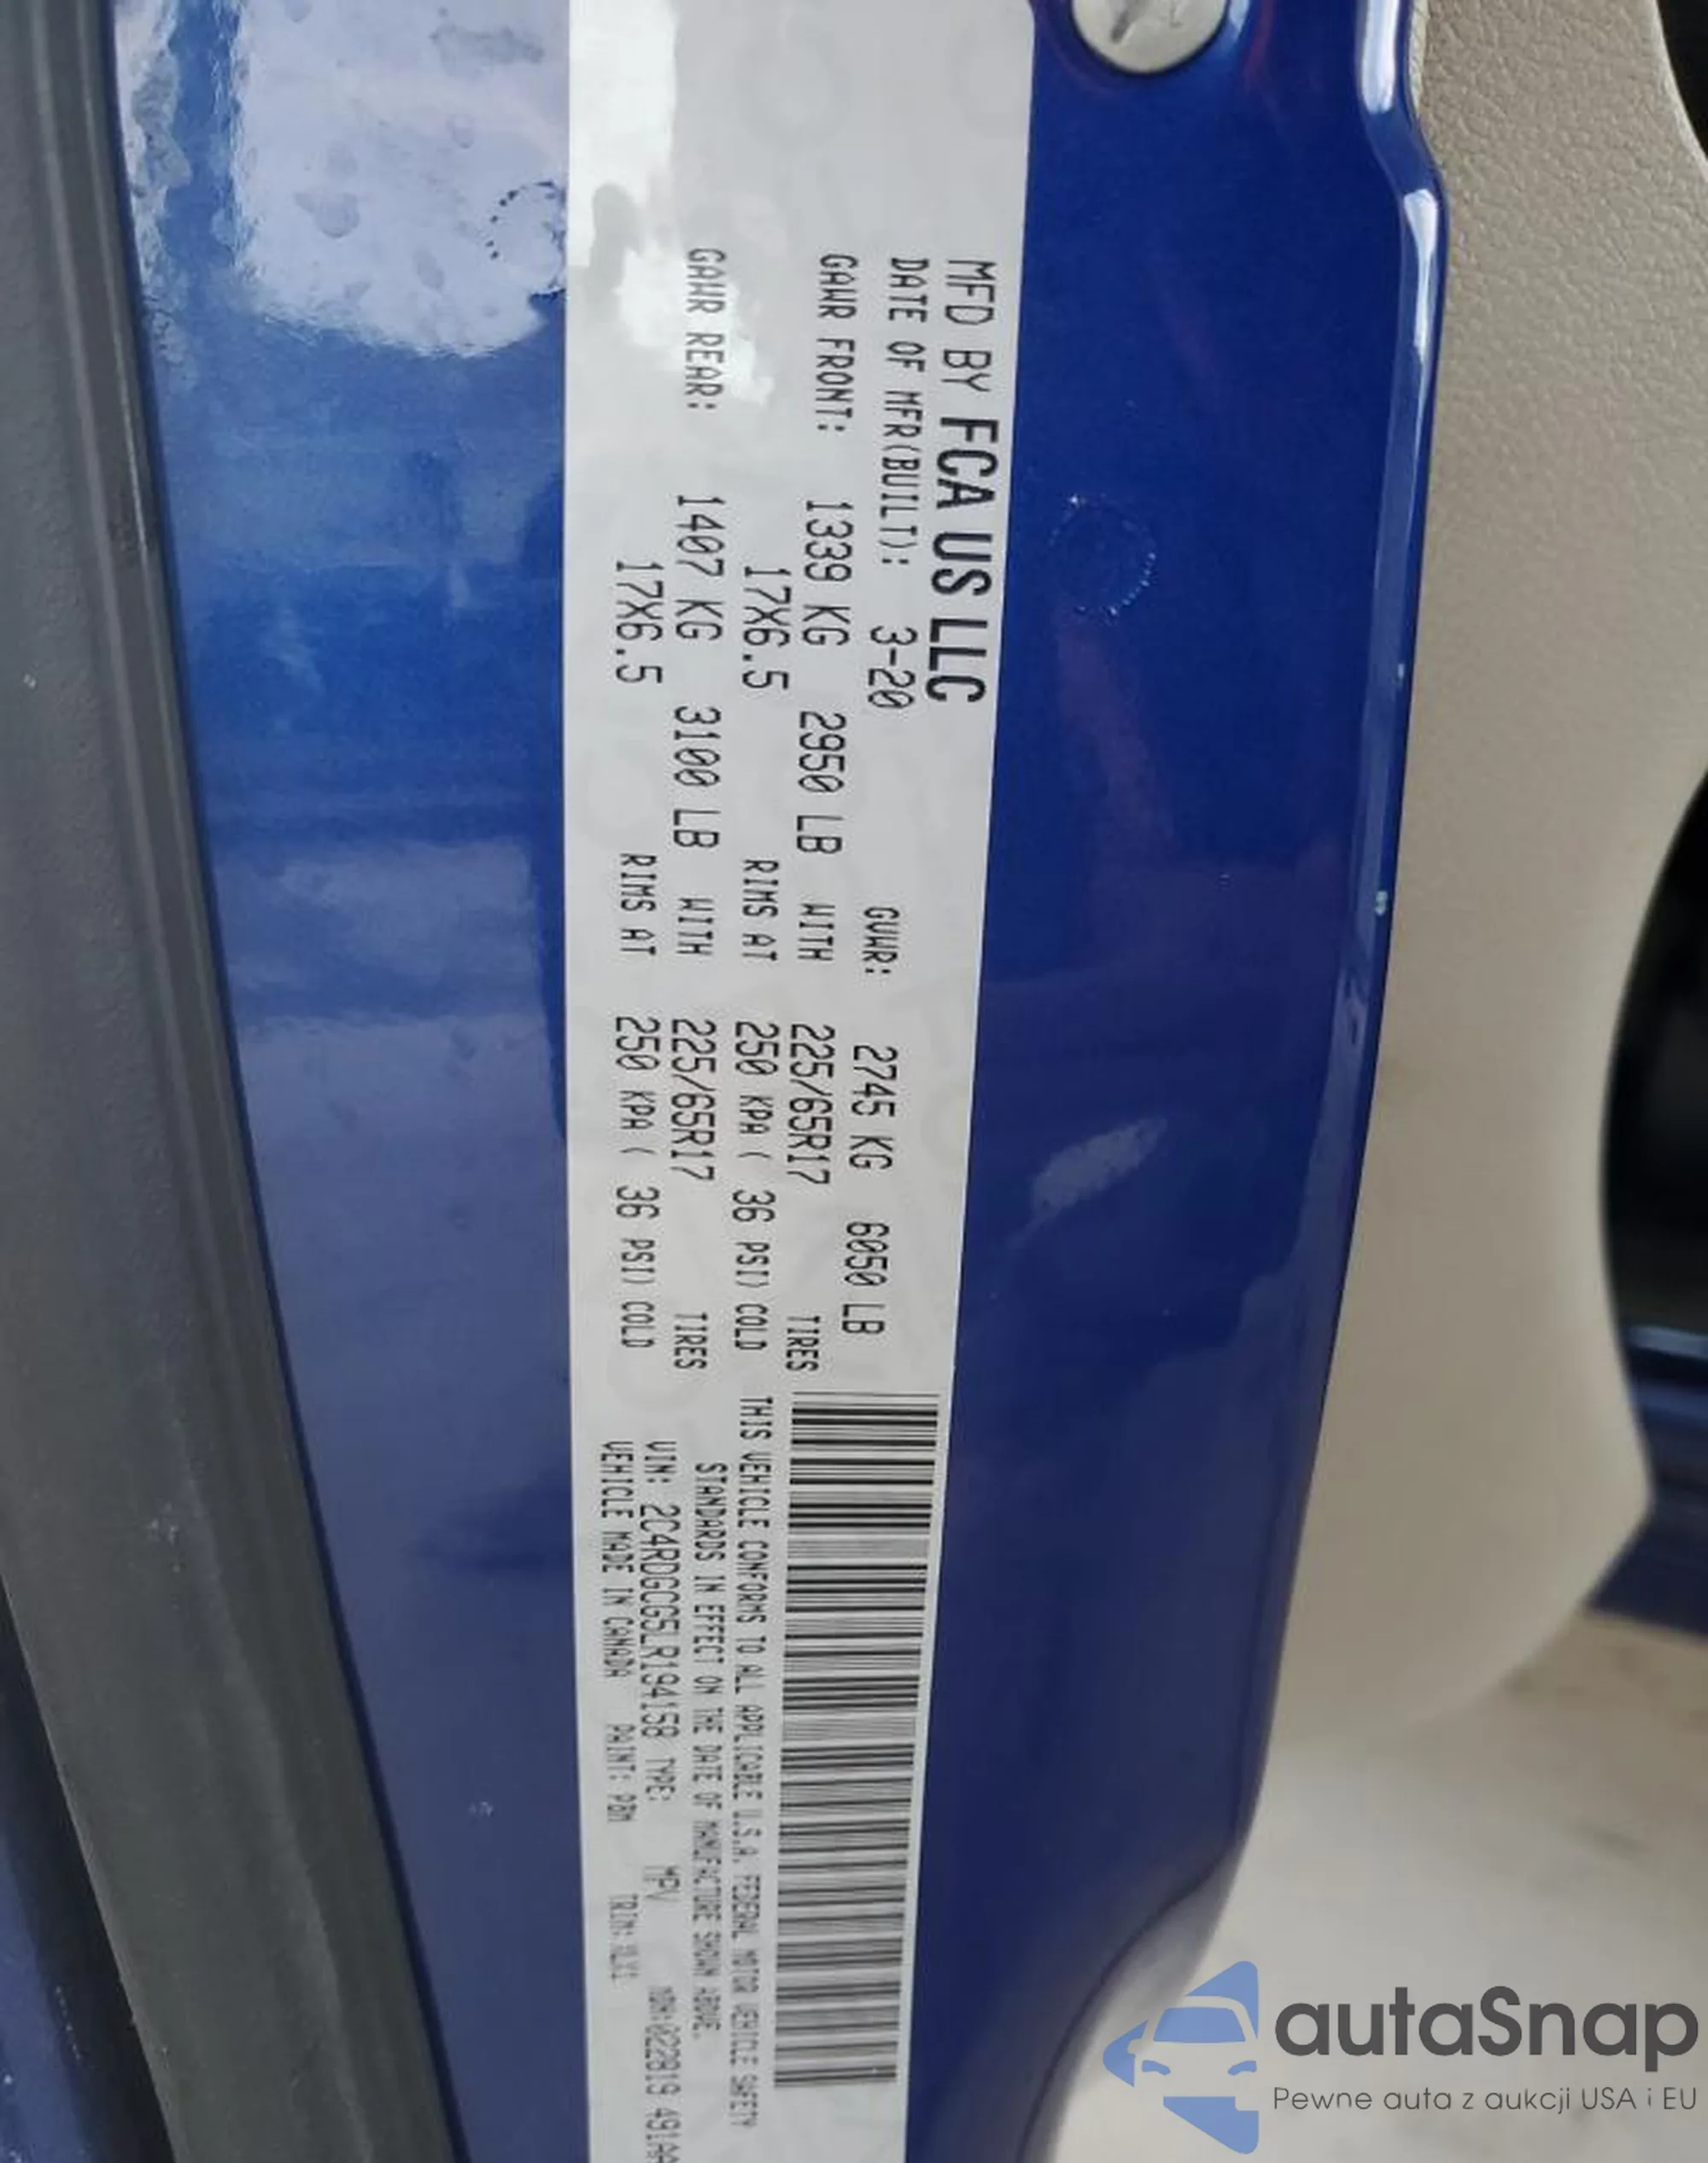 MFD BY FCA US LLC
DATE OF MFR(BUILT): 3-20 GVWR: 2745 KG 6050 LB
GAWR FRONT: 1339 KG 2950 LB WITH 225/65R17 TIRES
17X6.5 RIMS AT 250 KPA ( 36 PSI) COLD
GAWR REAR: 1407 KG 3100 LB WITH 225/65R17 TIRES
17X6.5 RIMS AT 250 KPA ( 36 PSI) COLD
THIS VEHICLE CONFORMS TO ALL APPLICABLE U.S.A. FEDERAL MOTOR VEHICLE SAFETY
STANDARDS IN EFFECT ON THE DATE OF MANUFACTURE SHOWN ABOVE.
VIN: 2C4RDGCG5LR194158 TYPE: MPV
VEHICLE MADE IN CANADA PAINT: PBM TRIM:
autaSnap
Pewne auta z aukcji USA i EU